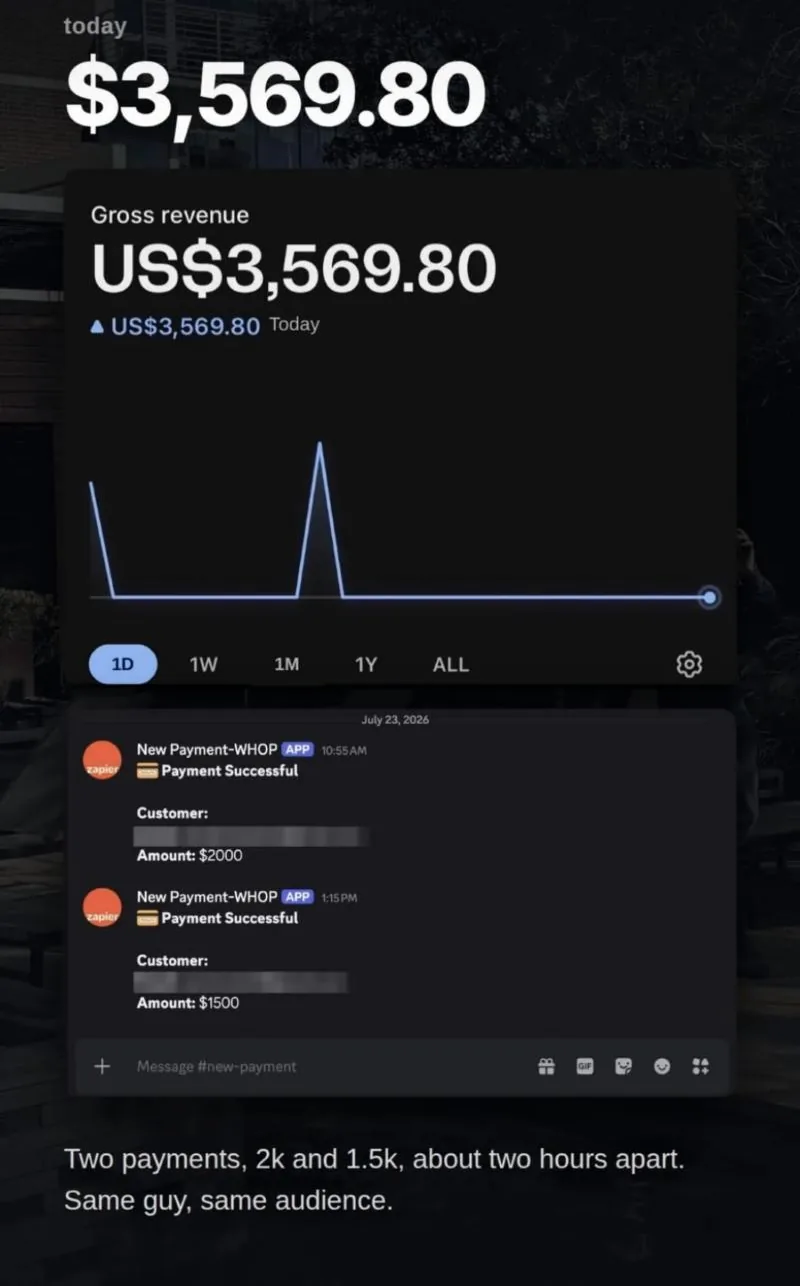 today
$3,569.80
Gross revenue
US$3,569.80
▲ US$3,569.80 Today
1D 1W 1M 1Y ALL
July 23, 2026
New Payment-WHOP APP 10:55 AM
💳 Payment Successful
Customer:
Amount: $2000
New Payment-WHOP APP 1:15 PM
💳 Payment Successful
Customer:
Amount: $1500
zapier
zapier
+ Message #new-payment GIF
Two payments, 2k and 1.5k, about two hours apart.
Same guy, same audience.